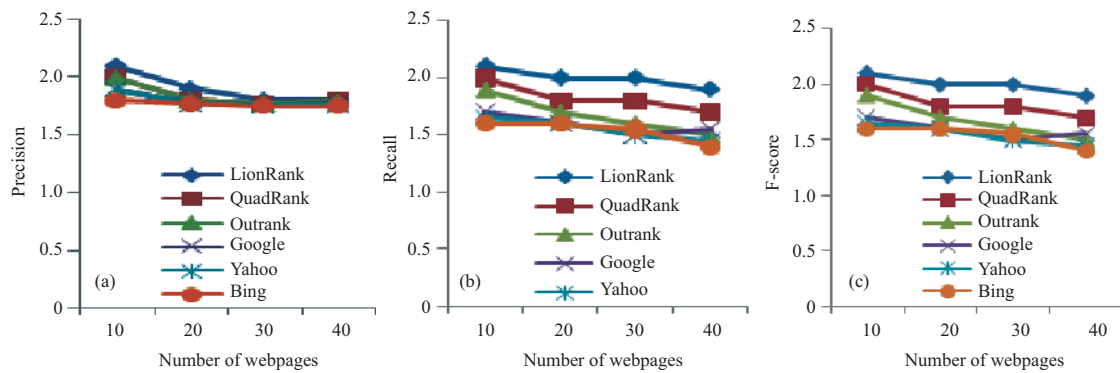 2.5
2.0
1.5
1.0
0.5
0
Precision
LionRank
QuadRank
Outrank
Google
Yahoo
Bing
(a)
10 20 30 40
Number of webpages
2.5
2.0
1.5
1.0
0.5
0
Recall
LionRank
QuadRank
Outrank
Google
Yahoo
(b)
10 20 30 40
Number of webpages
2.5
2.0
1.5
1.0
2.5
0
F-score
LionRank
QuadRank
Outrank
Google
Yahoo
Bing
(c)
10 20 30 40
Number of webpages